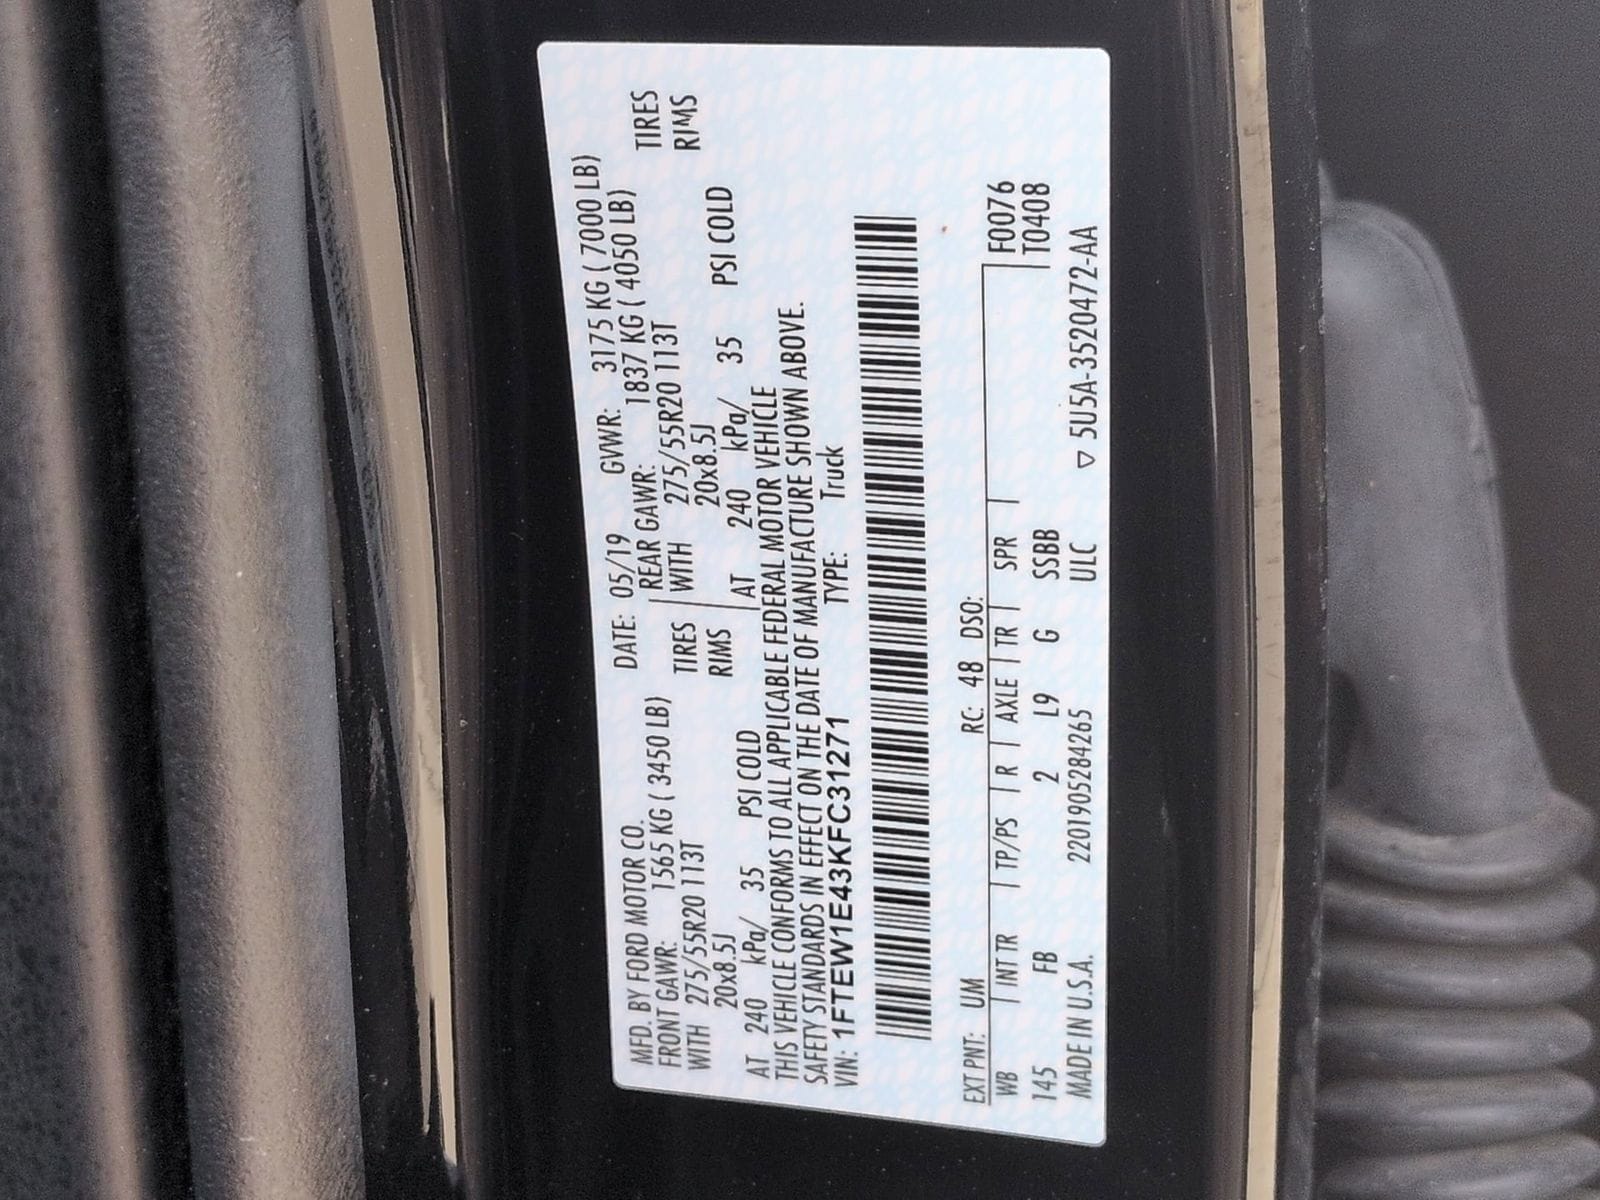 MFD. BY FORD MOTOR CO. DATE: 05/19 GVWR: 3175 KG ( 7000 LB)
FRONT GAWR: 1565 KG ( 3450 LB) REAR GAWR: 1837 KG ( 4050 LB)
WITH 275/55R20 113T TIRES WITH 275/55R20 113T TIRES
20x8.5J RIMS 20x8.5J RIMS
AT 240 kPa/ 35 PSI COLD AT 240 kPa/ 35 PSI COLD
THIS VEHICLE CONFORMS TO ALL APPLICABLE FEDERAL MOTOR VEHICLE
SAFETY STANDARDS IN EFFECT ON THE DATE OF MANUFACTURE SHOWN ABOVE.
VIN: 1FTEW1E43KFC31271 TYPE: Truck
EXT PNT: UM RC: 48 DSO: F0076
WB | INT TR | TP/PS | R | AXLE | TR | SPR | T0408
145 FB 2 L9 G SSBB
MADE IN U.S.A. 2201905284265 ULC ▽ 5U5A-3520472-AA